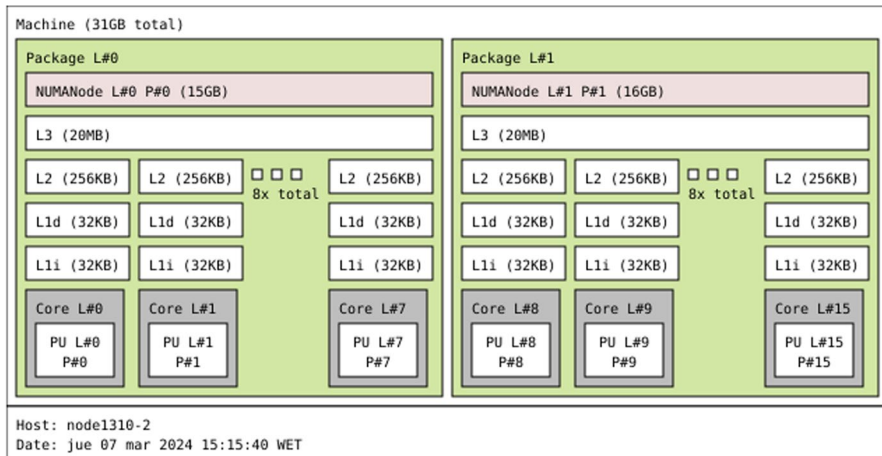 Machine (31GB total)
Package L#0
NUMANode L#0 P#0 (15GB)
L3 (20MB)
L2 (256KB) L2 (256KB) 8x total L2 (256KB)
L1d (32KB) L1d (32KB) L1d (32KB)
L1i (32KB) L1i (32KB) L1i (32KB)
Core L#0 Core L#1 Core L#7
PU L#0 PU L#1 PU L#7
P#0 P#1 P#7
Package L#1
NUMANode L#1 P#1 (16GB)
L3 (20MB)
L2 (256KB) L2 (256KB) 8x total L2 (256KB)
L1d (32KB) L1d (32KB) L1d (32KB)
L1i (32KB) L1i (32KB) L1i (32KB)
Core L#8 Core L#9 Core L#15
PU L#8 PU L#9 PU L#15
P#8 P#9 P#15
Host: node1310-2
Date: jue 07 mar 2024 15:15:40 WET